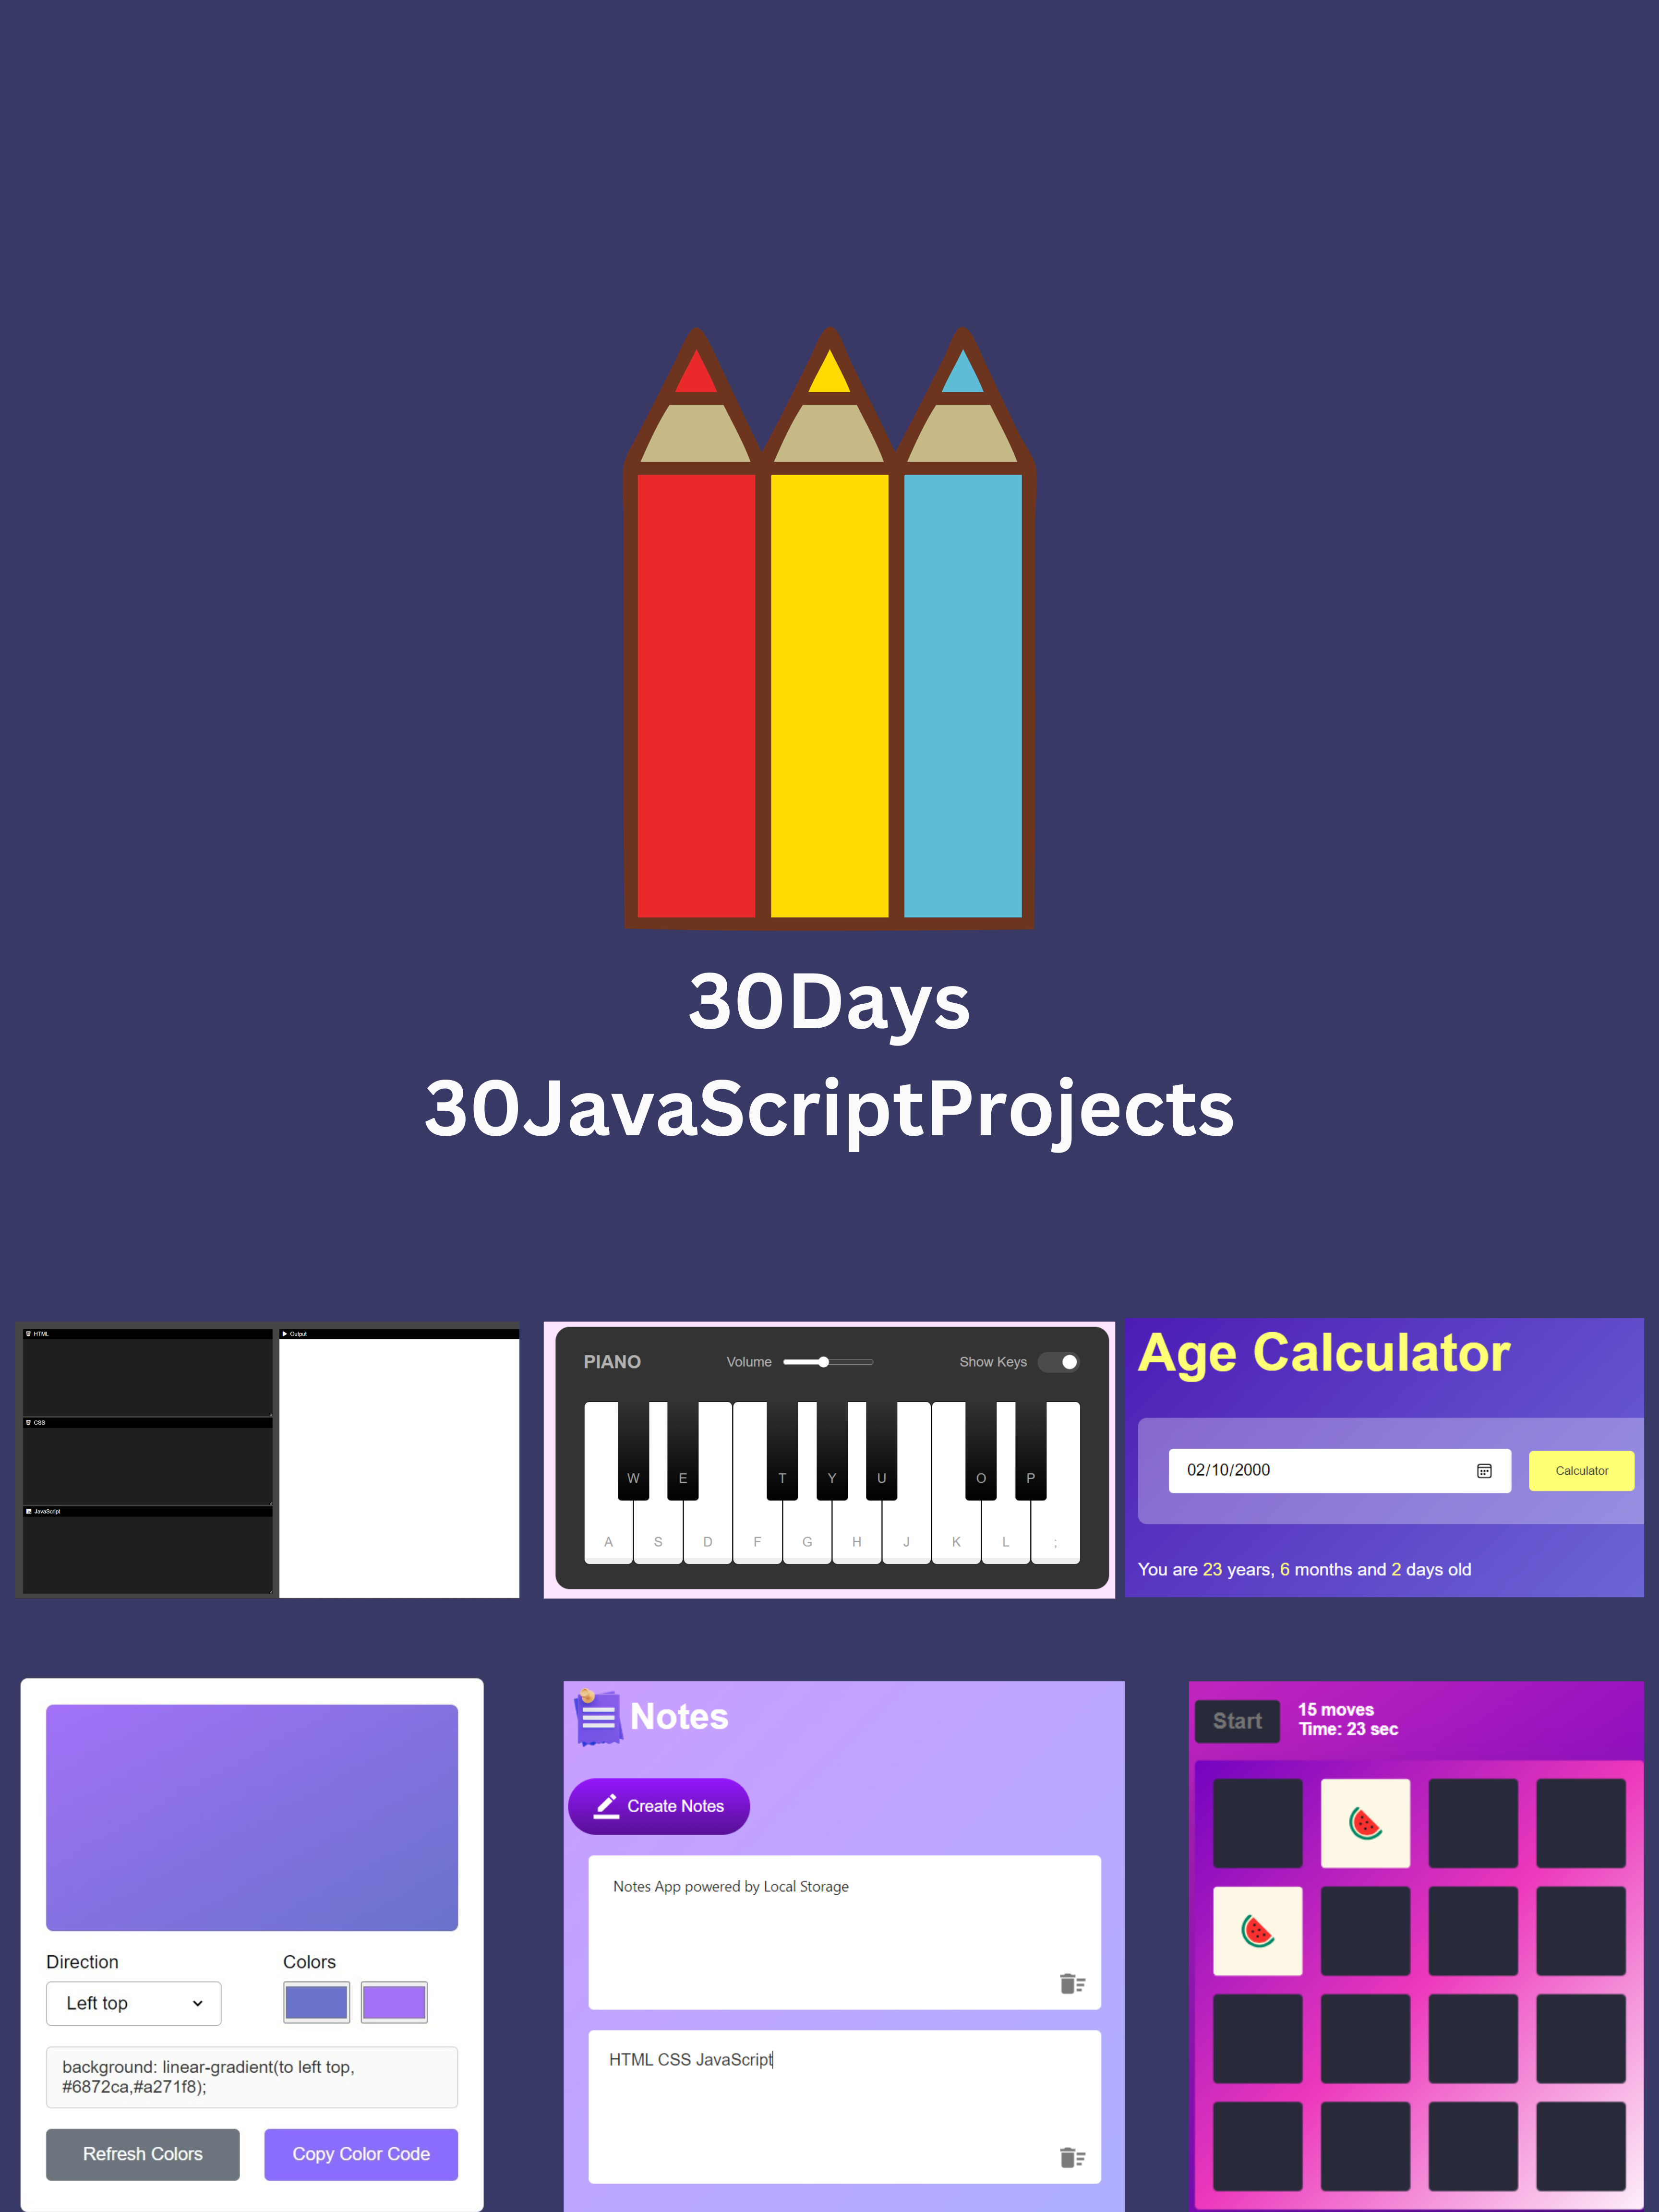 30Days
30JavaScriptProjects
HTML
Output
CSS
JavaScript
PIANO
Volume
Show Keys
W E T Y U O P
A S D F G H J K L ;
Age Calculator
02/10/2000
Calculator
You are 23 years, 6 months and 2 days old
Direction
Colors
Left top
background: linear-gradient(to left top,
#6872ca,#a271f8);
Refresh Colors
Copy Color Code
Notes
Create Notes
Notes App powered by Local Storage
HTML CSS JavaScript
Start
15 moves
Time: 23 sec